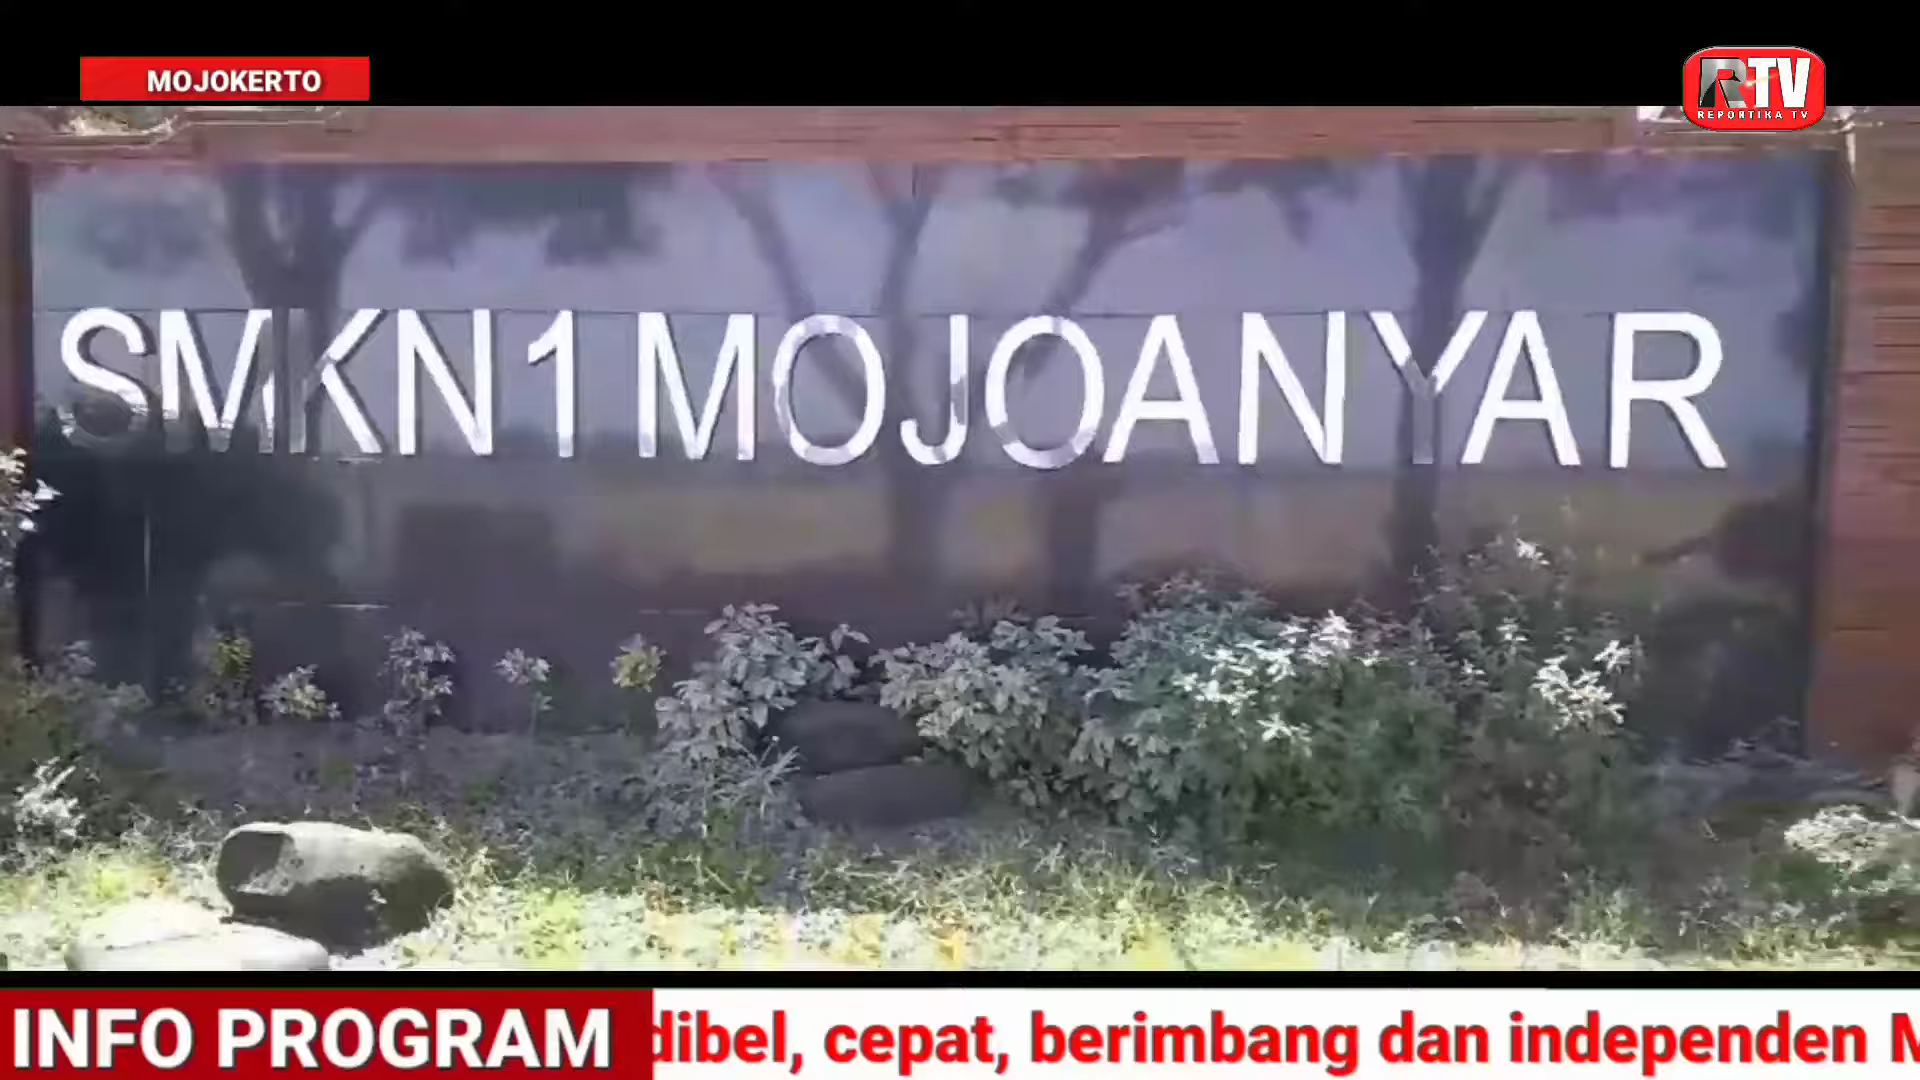 MOJOKERTO
RTV
REPORTIKA TV
SMKN1 MOJOANYAR
INFO PROGRAM
dibel, cepat, berimbang dan independen M